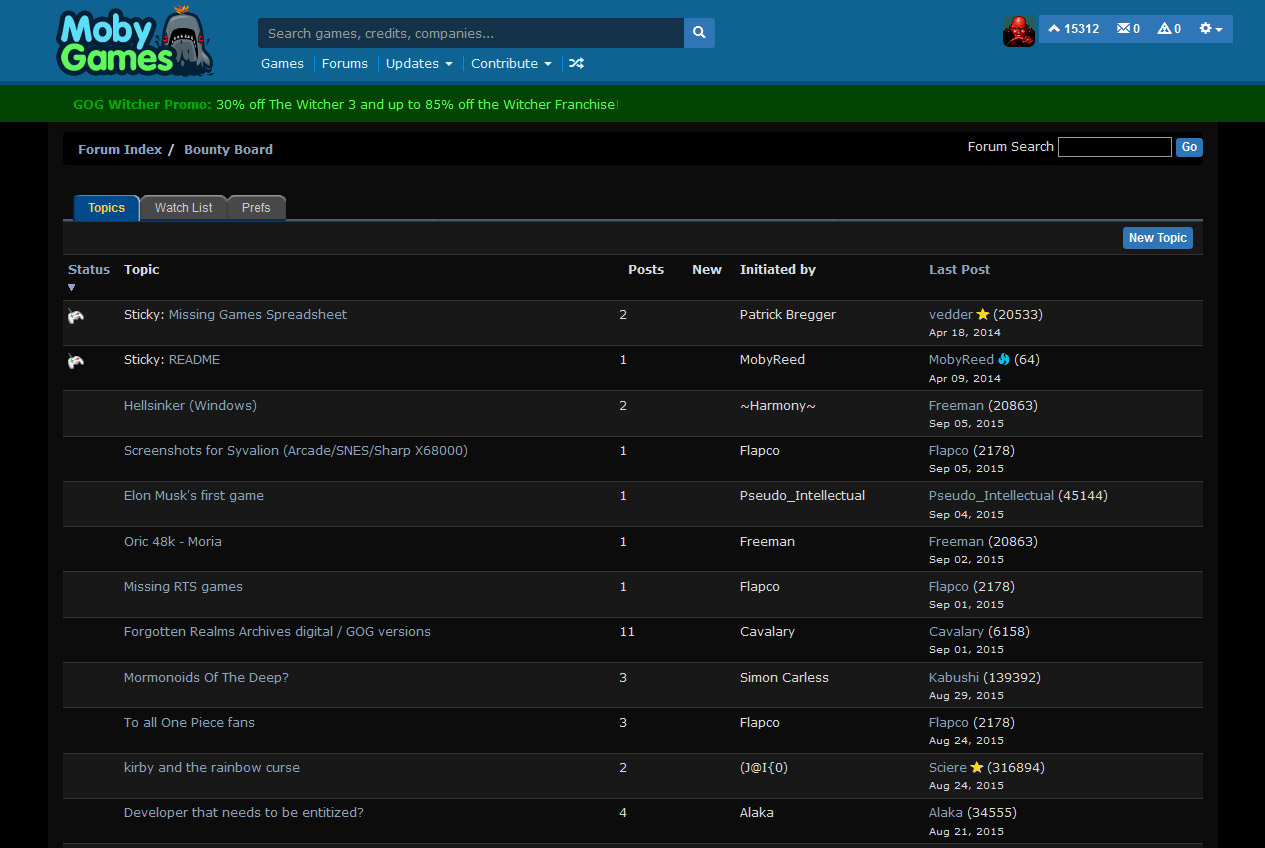 Moby
Games
Search games, credits, companies...
15312 0 0
Games Forums Updates Contribute
GOG Witcher Promo: 30% off The Witcher 3 and up to 85% off the Witcher Franchise!
Forum Index / Bounty Board Forum Search Go
Topics Watch List Prefs
New Topic
Status Topic Posts New Initiated by Last Post
Sticky: Missing Games Spreadsheet 2 Patrick Bregger vedder (20533)
Apr 18, 2014
Sticky: README 1 MobyReed MobyReed (64)
Apr 09, 2014
Hellsinker (Windows) 2 ~Harmony~ Freeman (20863)
Sep 05, 2015
Screenshots for Syvalion (Arcade/SNES/Sharp X68000) 1 Flapco Flapco (2178)
Sep 05, 2015
Elon Musk's first game 1 Pseudo_Intellectual Pseudo_Intellectual (45144)
Sep 04, 2015
Oric 48k - Moria 1 Freeman Freeman (20863)
Sep 02, 2015
Missing RTS games 1 Flapco Flapco (2178)
Sep 01, 2015
Forgotten Realms Archives digital / GOG versions 11 Cavalary Cavalary (6158)
Sep 01, 2015
Mormonoids Of The Deep? 3 Simon Carless Kabushi (139392)
Aug 29, 2015
To all One Piece fans 3 Flapco Flapco (2178)
Aug 24, 2015
kirby and the rainbow curse 2 (J@I{0) Sciere (316894)
Aug 24, 2015
Developer that needs to be entitized? 4 Alaka Alaka (34555)
Aug 21, 2015